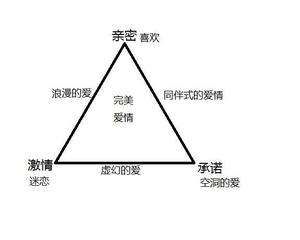 亲密 喜欢
浪漫的爱
同伴式的爱情
完美
爱情
激情
虚幻的爱
承诺
迷恋
空洞的爱